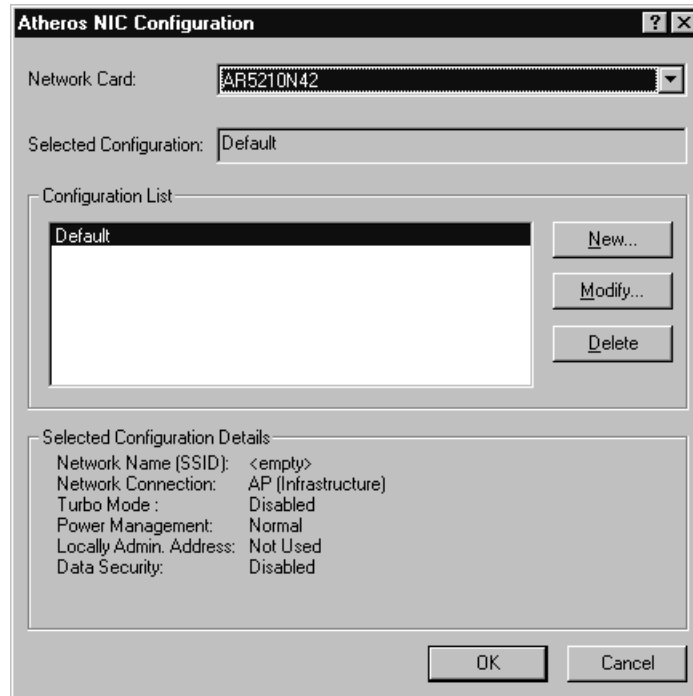 Atheros NIC Configuration
Network Card: AR5210N42
Selected Configuration: Default
Configuration List
Default
New...
Modify...
Delete
Selected Configuration Details
Network Name (SSID): <empty>
Network Connection: AP (Infrastructure)
Turbo Mode : Disabled
Power Management: Normal
Locally Admin. Address: Not Used
Data Security: Disabled
OK Cancel